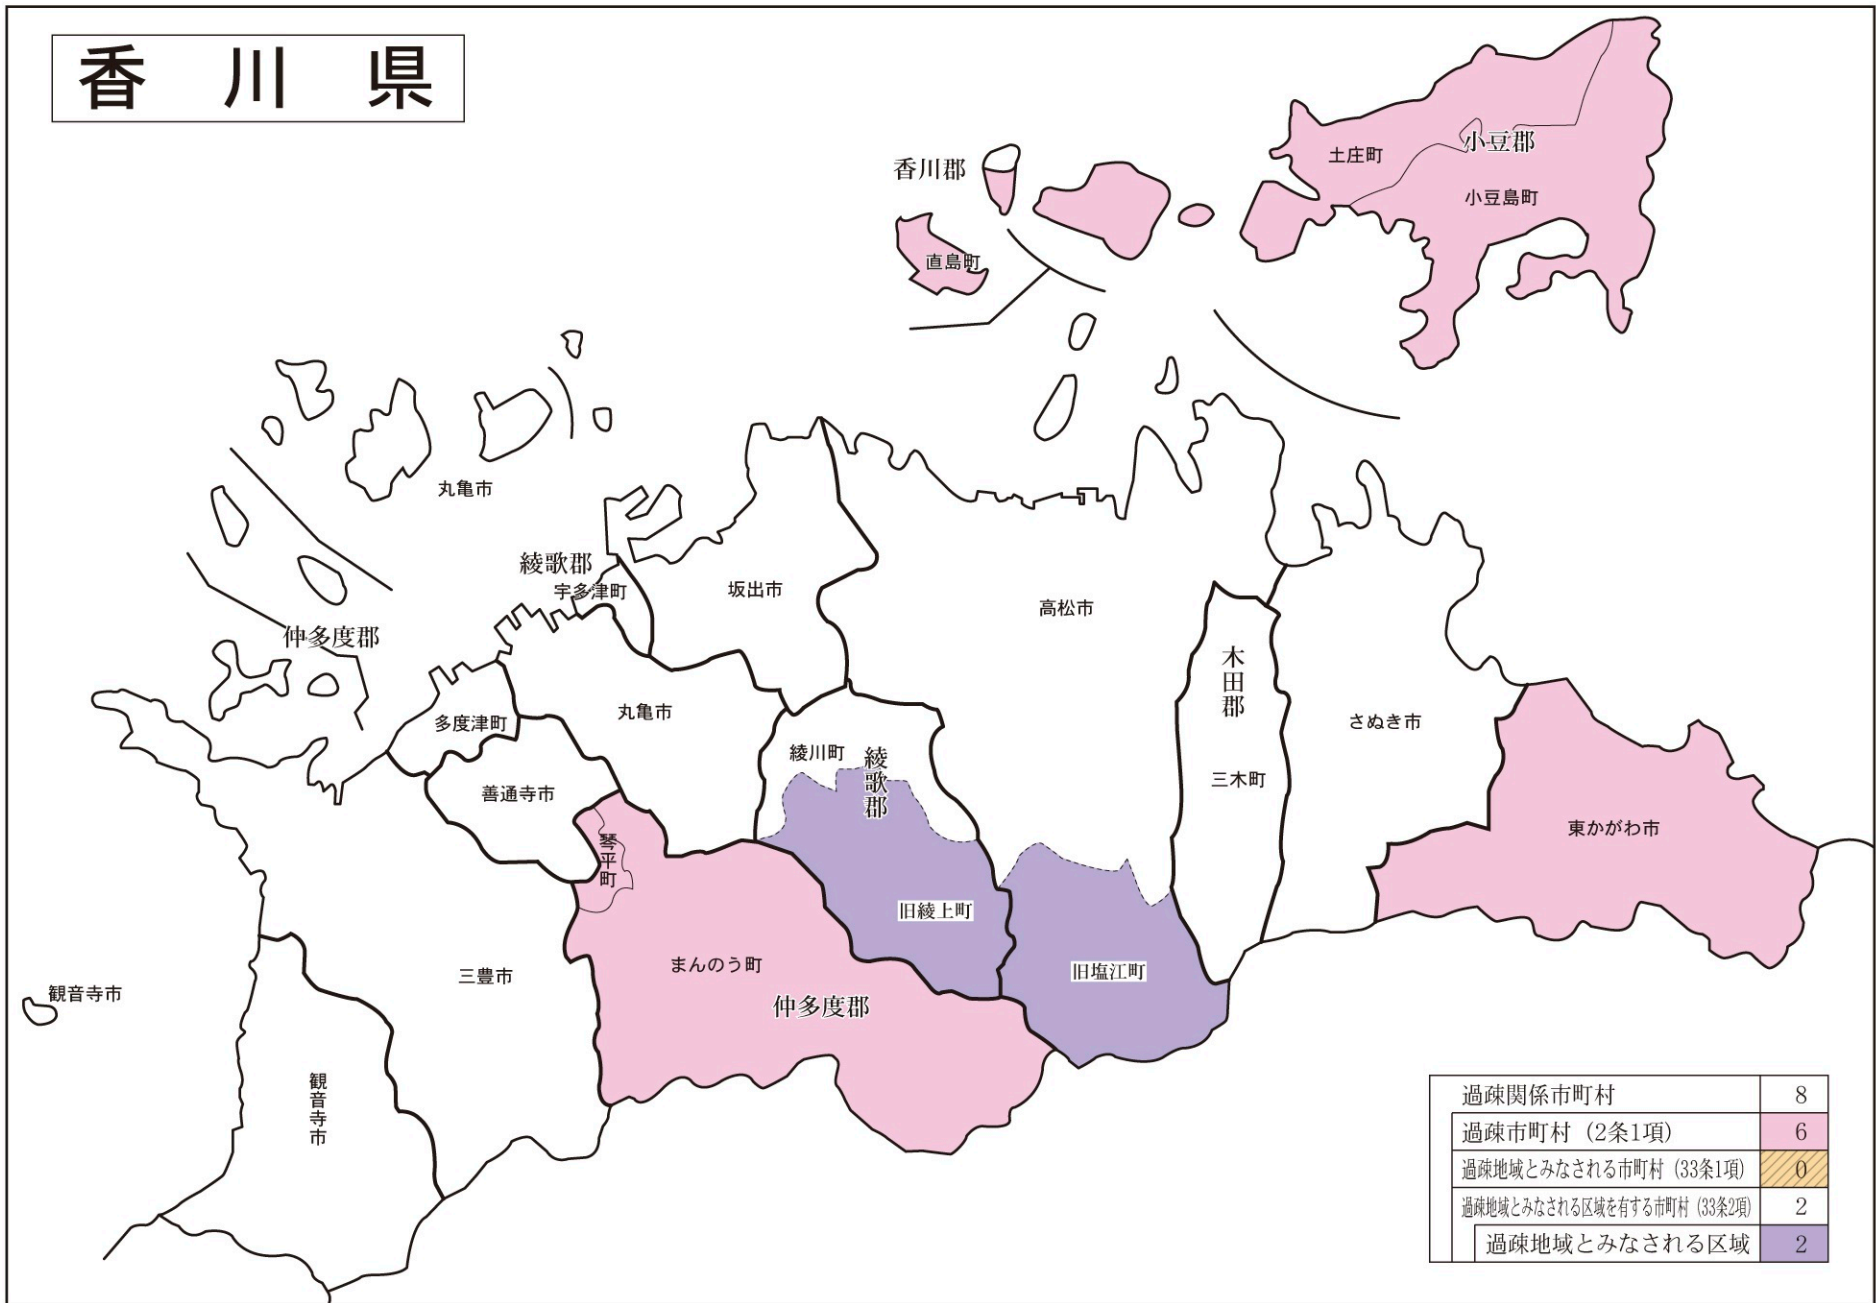 香川県
香川郡
直島町
土庄町
小豆郡
小豆島町
丸亀市
綾歌郡
宇多津町
坂出市
高松市
仲多度郡
木田郡
多度津町
丸亀市
さぬき市
綾川町
綾歌郡
三木町
善通寺市
琴平町
東かがわ市
旧綾上町
まんのう町
旧塩江町
三豊市
観音寺市
仲多度郡
観音寺市
過疎関係市町村 8
過疎市町村(2条1項) 6
過疎地域とみなされる市町村(33条1項) 0
過疎地域とみなされる区域を有する市町村(33条2項) 2
過疎地域とみなされる区域 2